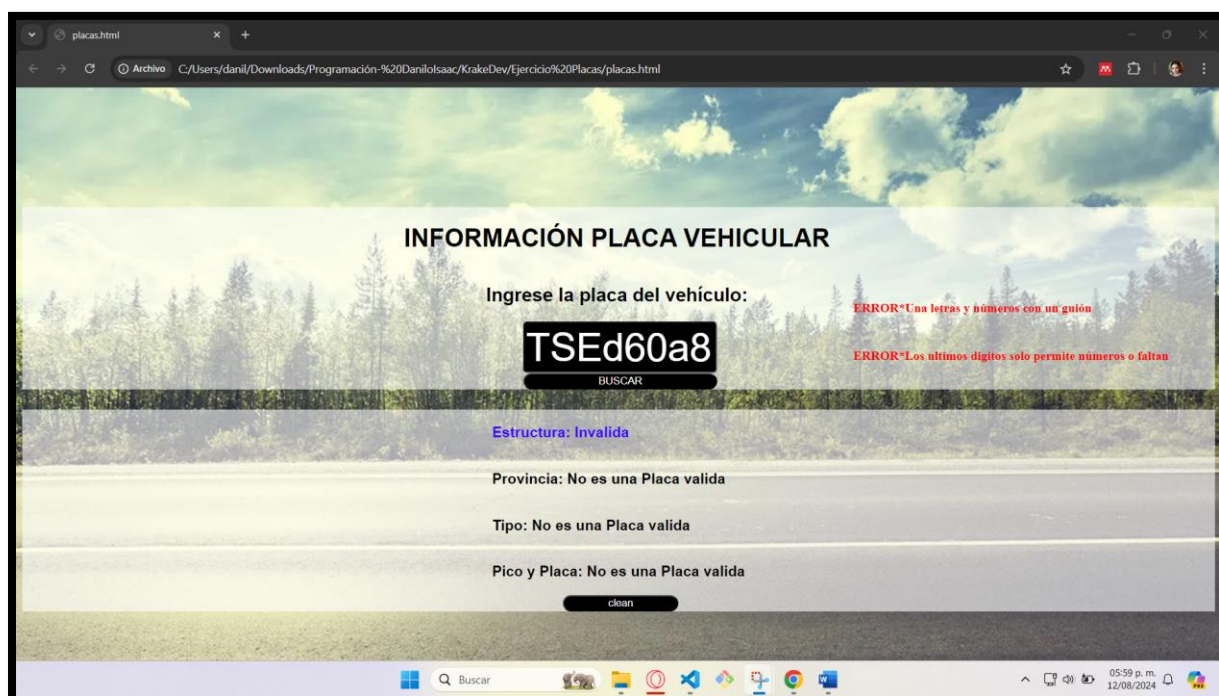 placas.html
Archivo C:/Users/danil/Downloads/Programación-%20DaniloIsaac/KrakeDev/Ejercicio%20Placas/placas.html
INFORMACIÓN PLACA VEHICULAR
Ingrese la placa del vehículo:
ERROR*Una letras y números con un guión
TSEd60a8
ERROR*Los ultimos digitos solo permite números o faltan
BUSCAR
Estructura: Invalida
Provincia: No es una Placa valida
Tipo: No es una Placa valida
Pico y Placa: No es una Placa valida
clean
Buscar
05:59 p. m.
12/08/2024